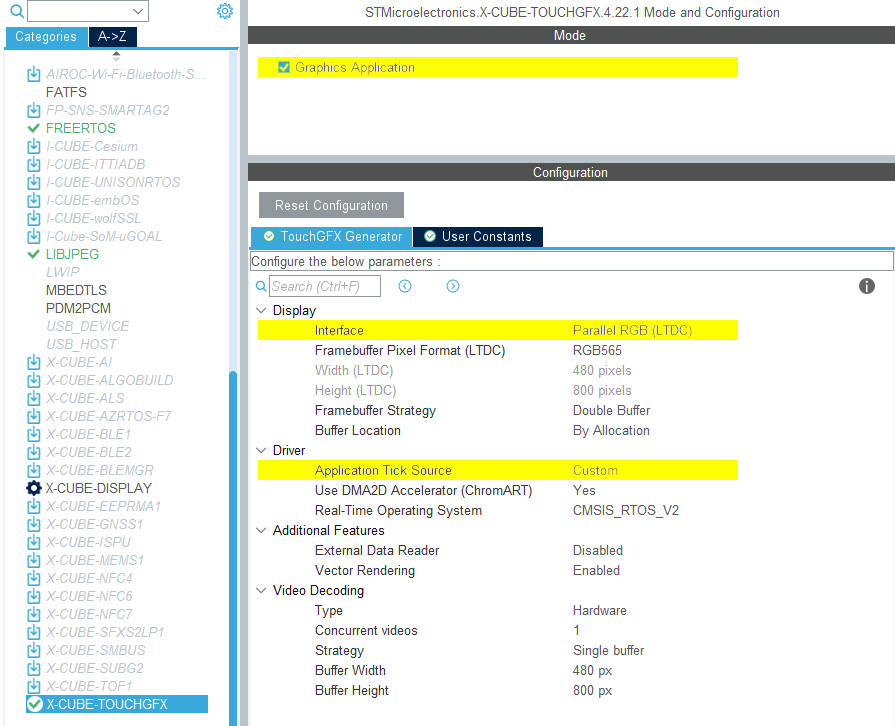 Categories A->Z
AIROC-Wi-Fi-Bluetooth-S...
FATFS
FP-SNS-SMARTAG2
FREERTOS
I-CUBE-Cesium
I-CUBE-ITTIADB
I-CUBE-UNISONRTOS
I-CUBE-embOS
I-CUBE-wolfSSL
I-Cube-SoM-uGOAL
LIBJPEG
LWIP
MBEDTLS
PDM2PCM
USB_DEVICE
USB_HOST
X-CUBE-AI
X-CUBE-ALGOBUILD
X-CUBE-ALS
X-CUBE-AZRTOS-F7
X-CUBE-BLE1
X-CUBE-BLE2
X-CUBE-BLEMGR
X-CUBE-DISPLAY
X-CUBE-EEPRMA1
X-CUBE-GNSS1
X-CUBE-ISPU
X-CUBE-MEMS1
X-CUBE-NFC4
X-CUBE-NFC6
X-CUBE-NFC7
X-CUBE-SFXS2LP1
X-CUBE-SMBUS
X-CUBE-SUBG2
X-CUBE-TOF1
X-CUBE-TOUCHGFX
STMicroelectronics.X-CUBE-TOUCHGFX.4.22.1 Mode and Configuration
Mode
Graphics Application
Configuration
Reset Configuration
TouchGFX Generator User Constants
Configure the below parameters :
Search (Ctrl+F)
Display
Interface Parallel RGB (LTDC)
Framebuffer Pixel Format (LTDC) RGB565
Width (LTDC) 480 pixels
Height (LTDC) 800 pixels
Framebuffer Strategy Double Buffer
Buffer Location By Allocation
Driver
Application Tick Source Custom
Use DMA2D Accelerator (ChromART) Yes
Real-Time Operating System CMSIS_RTOS_V2
Additional Features
External Data Reader Disabled
Vector Rendering Enabled
Video Decoding
Type Hardware
Concurrent videos 1
Strategy Single buffer
Buffer Width 480 px
Buffer Height 800 px